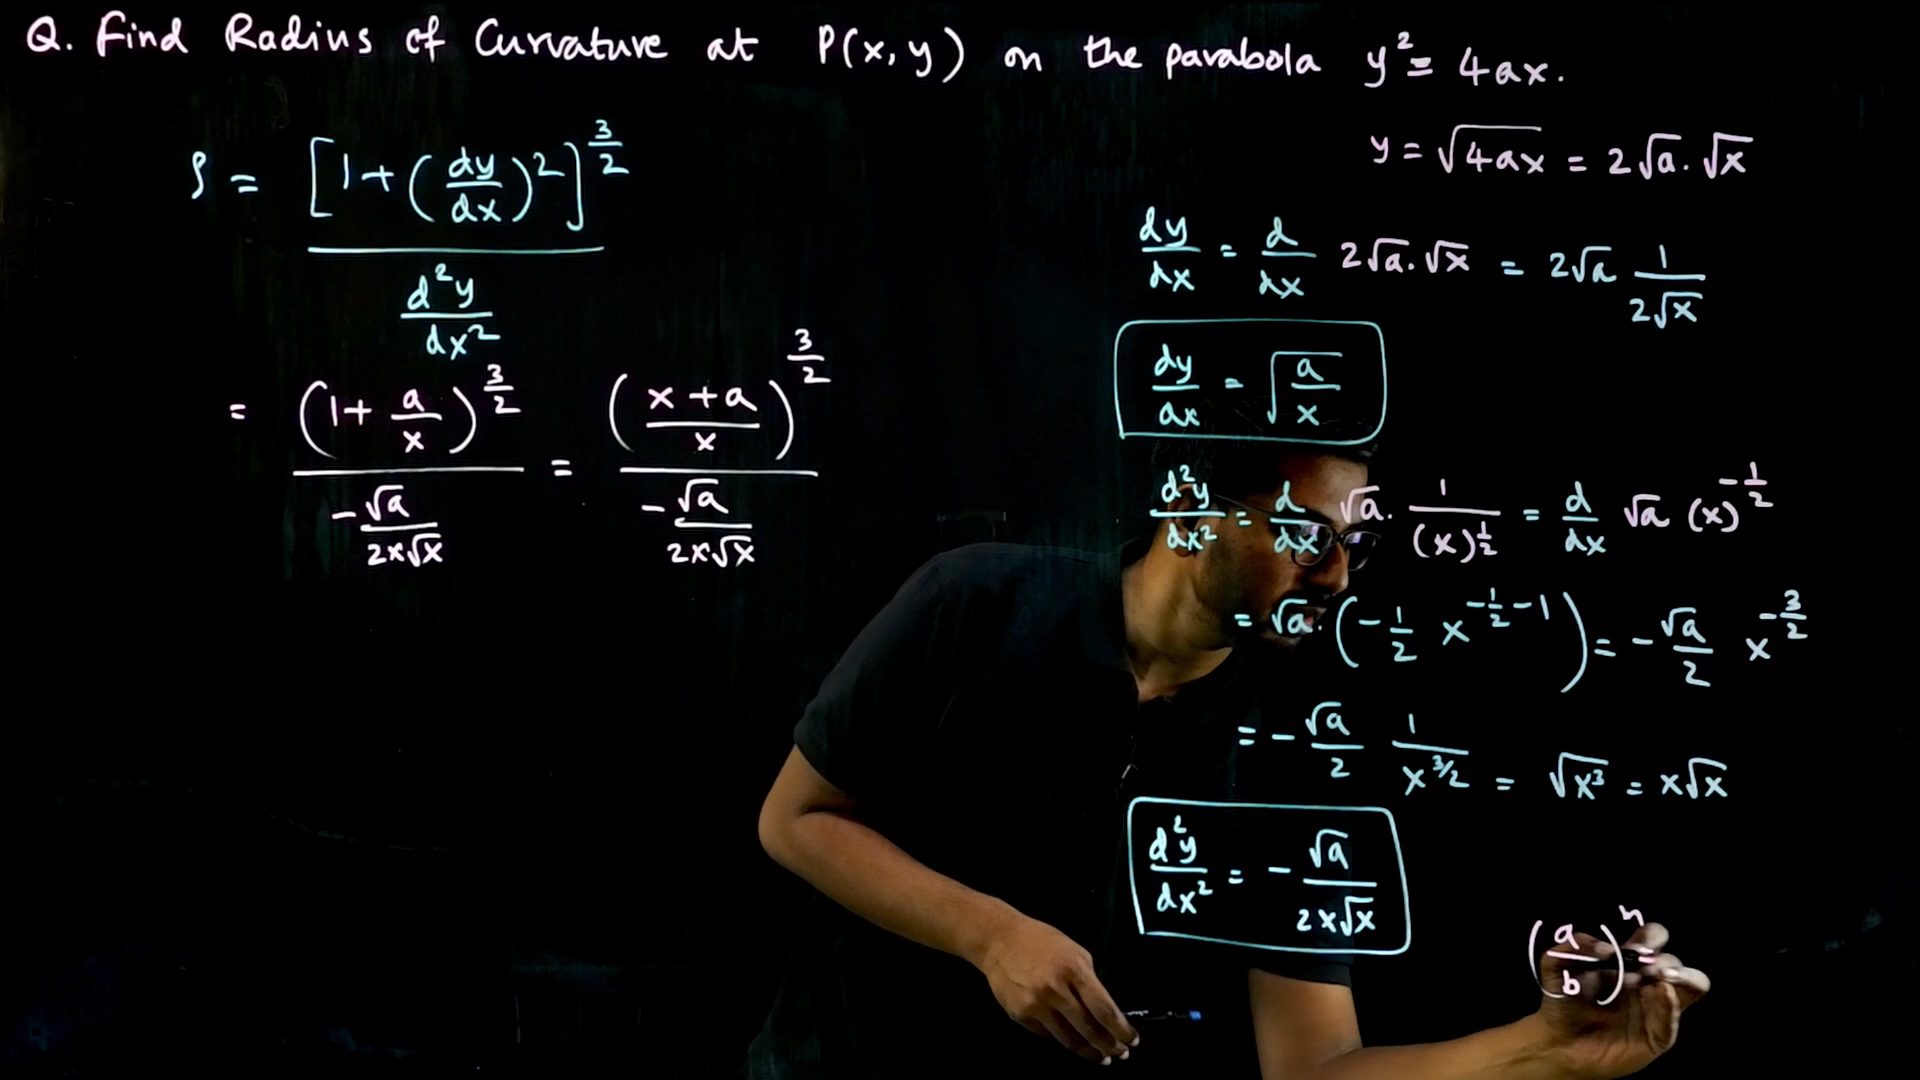 Q. Find Radius of Curvature at P(x, y) on the parabola y² = 4ax.
ρ = [1 + (dy/dx)²]^(3/2) / (d²y/dx²)
= (1 + a/x)^(3/2) / (-√a/(2x√x)) = ((x + a)/x)^(3/2) / (-√a/(2x√x))
y = √(4ax) = 2√a . √x
dy/dx = d/dx 2√a . √x = 2√a 1/(2√x)
dy/dx = √(a/x)
d²y/dx² = d/dx √a . 1/(x)^(1/2) = d/dx √a (x)^(-1/2)
= √a . (-1/2 x^(-1/2 - 1)) = -√a/2 x^(-3/2)
= -√a/2 1/x^(3/2) = √(x³) = x√x
d²y/dx² = -√a/(2x√x)
(a/b)^n =